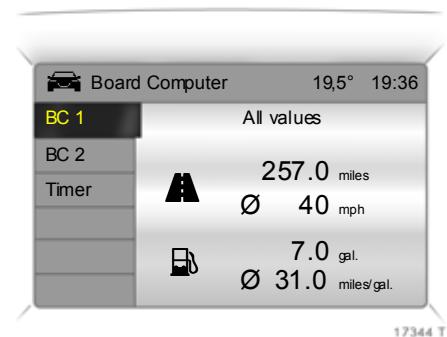 Board Computer 19,5° 19:36
BC 1
All values
BC 2
Timer
257.0 miles
Ø 40 mph
7.0 gal.
Ø 31.0 miles/gal.
17344 T